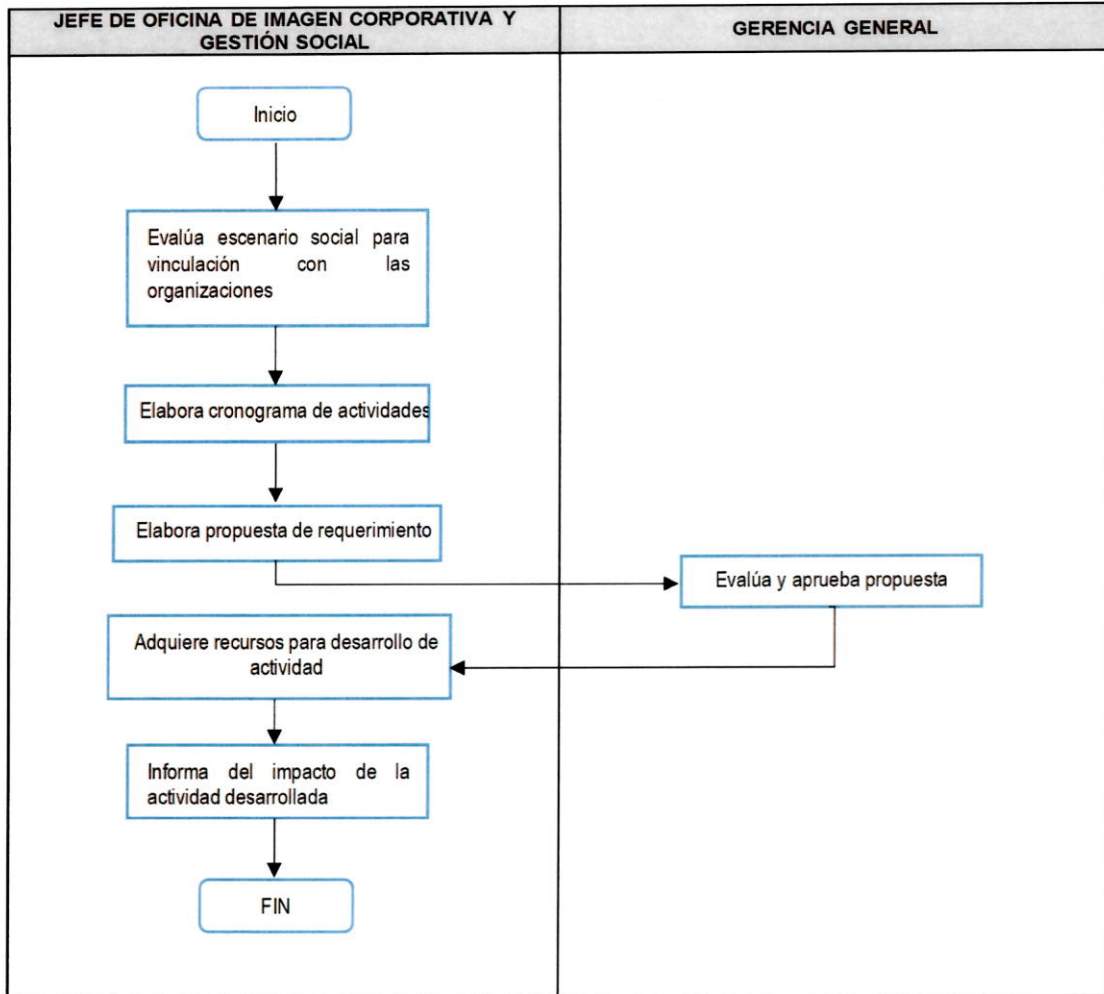 JEFE DE OFICINA DE IMAGEN CORPORATIVA Y
GESTIÓN SOCIAL
GERENCIA GENERAL
Inicio
Evalúa escenario social para
vinculación con las
organizaciones
Elabora cronograma de actividades
Elabora propuesta de requerimiento
Evalúa y aprueba propuesta
Adquiere recursos para desarrollo de
actividad
Informa del impacto de la
actividad desarrollada
FIN